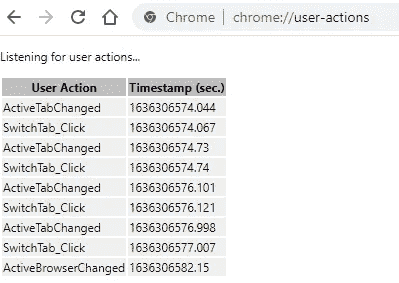 Chrome | chrome://user-actions
Listening for user actions...
User Action Timestamp (sec.)
ActiveTabChanged 1636306574.044
SwitchTab_Click 1636306574.067
ActiveTabChanged 1636306574.73
SwitchTab_Click 1636306574.74
ActiveTabChanged 1636306576.101
SwitchTab_Click 1636306576.121
ActiveTabChanged 1636306576.998
SwitchTab_Click 1636306577.007
ActiveBrowserChanged 1636306582.15